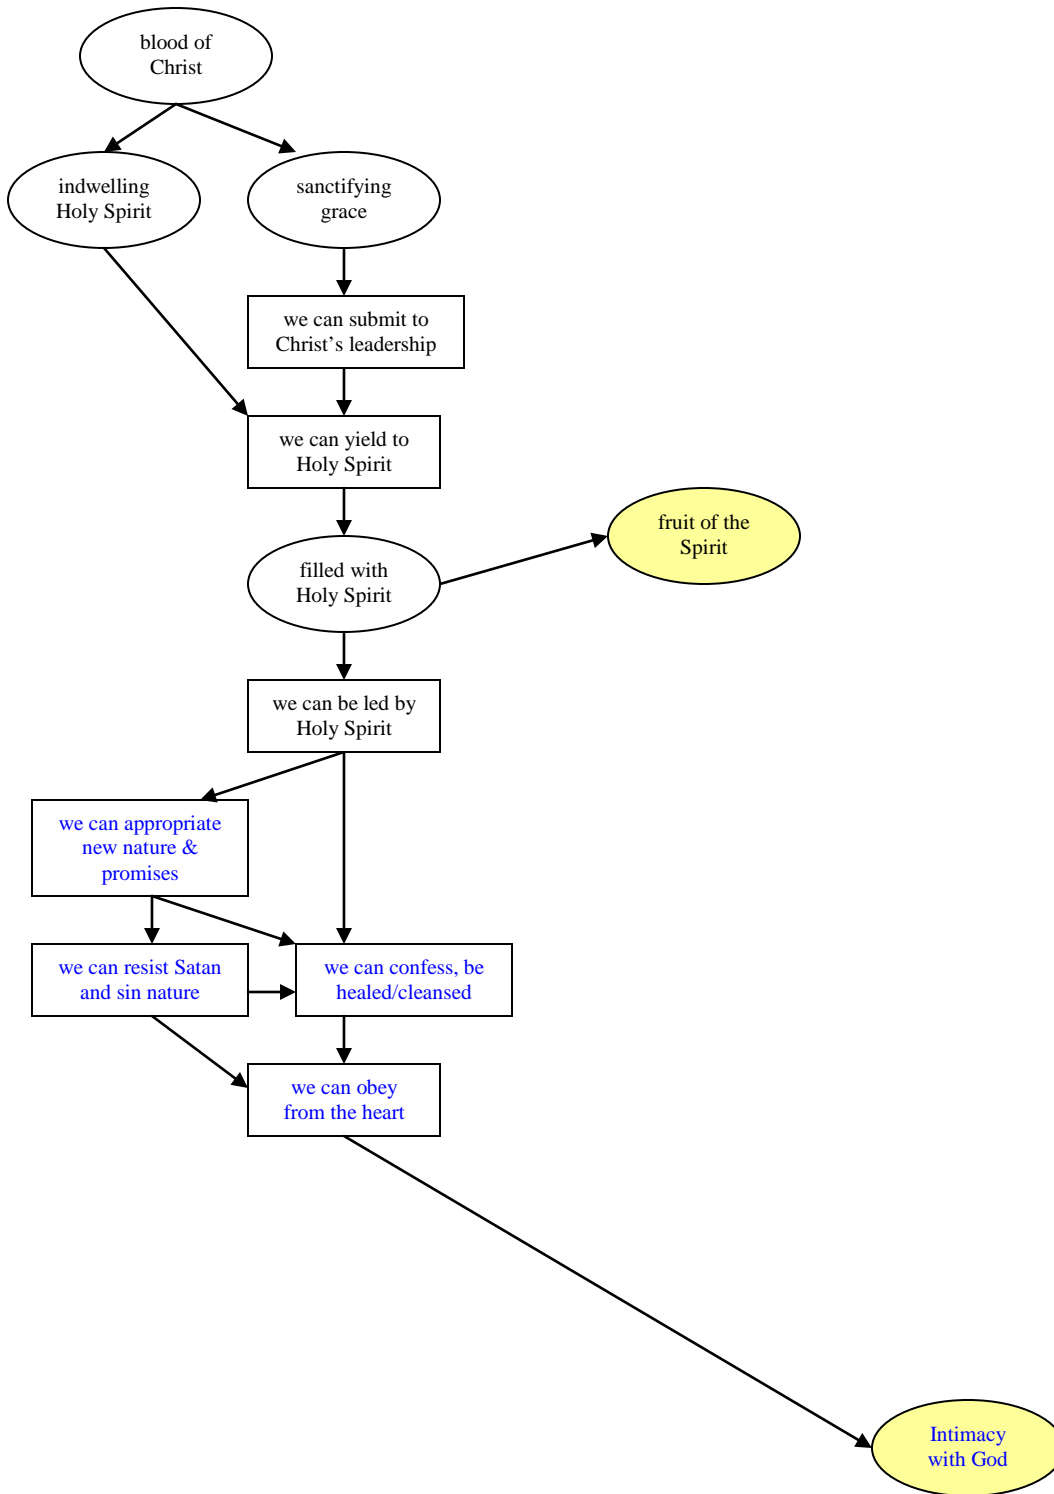 blood of
Christ
indwelling
Holy Spirit
sanctifying
grace
we can submit to
Christ’s leadership
we can yield to
Holy Spirit
fruit of the
Spirit
filled with
Holy Spirit
we can be led by
Holy Spirit
we can appropriate
new nature &
promises
we can resist Satan
and sin nature
we can confess, be
healed/cleansed
we can obey
from the heart
Intimacy
with God